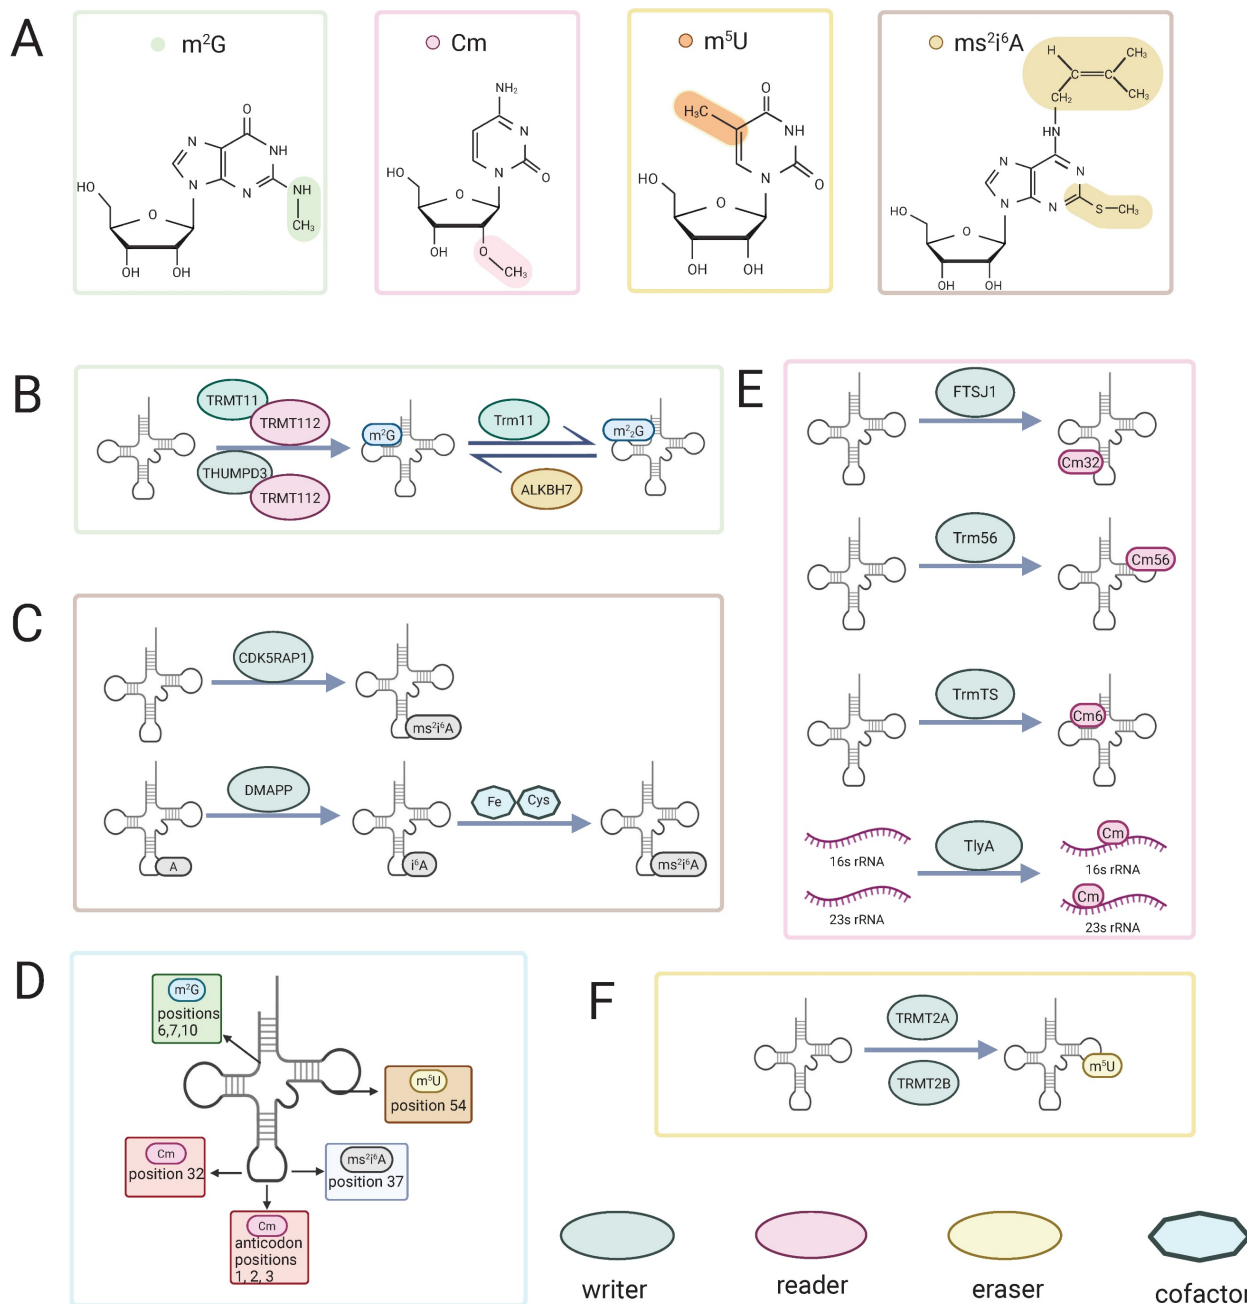 A
m²G
O
N
NH
N
N
NH
CH₃
HO
O
OH
OH
Cm
NH₂
N
N
O
HO
O
OH
O
CH₃
m⁵U
H₃C
O
NH
N
O
HO
O
OH
OH
ms²i⁶A
H
CH₃
C
C
CH₂
CH₃
HN
N
N
N
N
S
CH₃
HO
O
OH
OH
B
TRMT11
TRMT112
THUMPD3
TRMT112
m²G
Trm11
ALKBH7
m²₂G
C
CDK5RAP1
ms²i⁶A
A
DMAPP
i⁶A
Fe
Cys
ms²i⁶A
D
m²G
positions
6,7,10
m⁵U
position 54
Cm
position 32
ms²i⁶A
position 37
Cm
anticodon
positions
1, 2, 3
E
FTSJ1
Cm32
Trm56
Cm56
TrmTS
Cm6
16s rRNA
23s rRNA
TlyA
Cm
16s rRNA
Cm
23s rRNA
F
TRMT2A
TRMT2B
m⁵U
writer
reader
eraser
cofactor